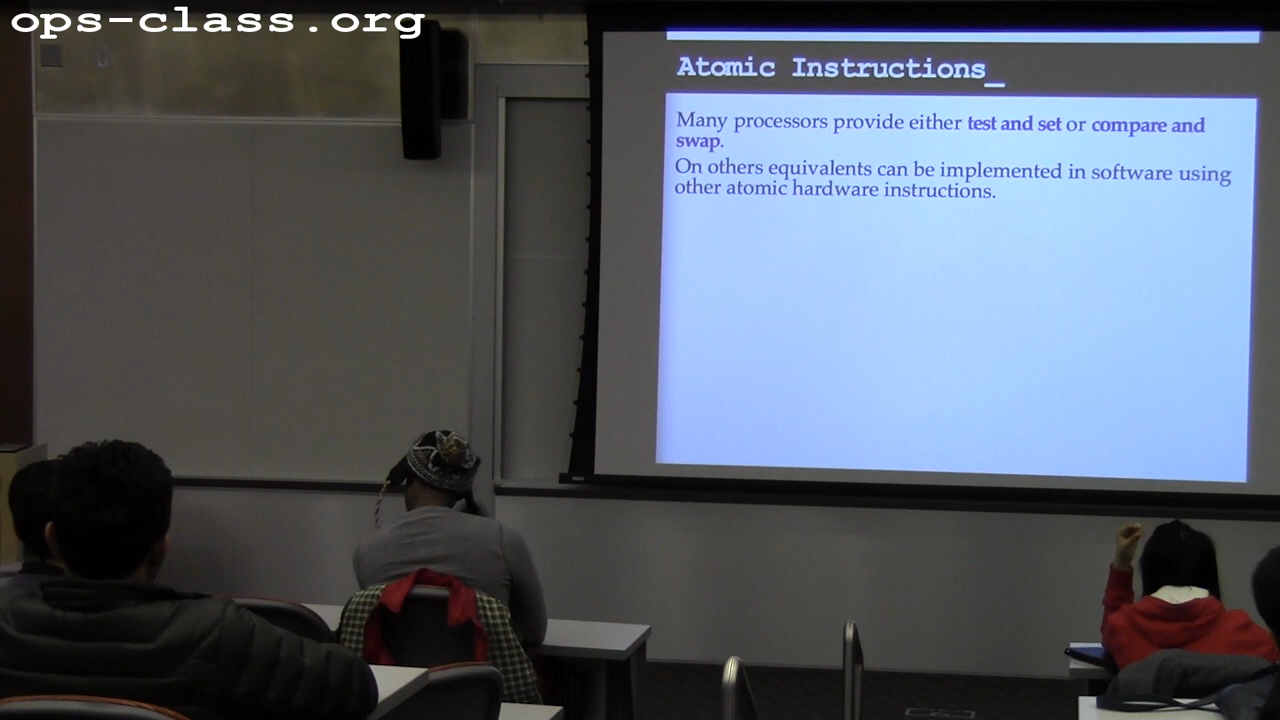 ops-class.org
Atomic Instructions_
Many processors provide either test and set or compare and
swap.
On others equivalents can be implemented in software using
other atomic hardware instructions.